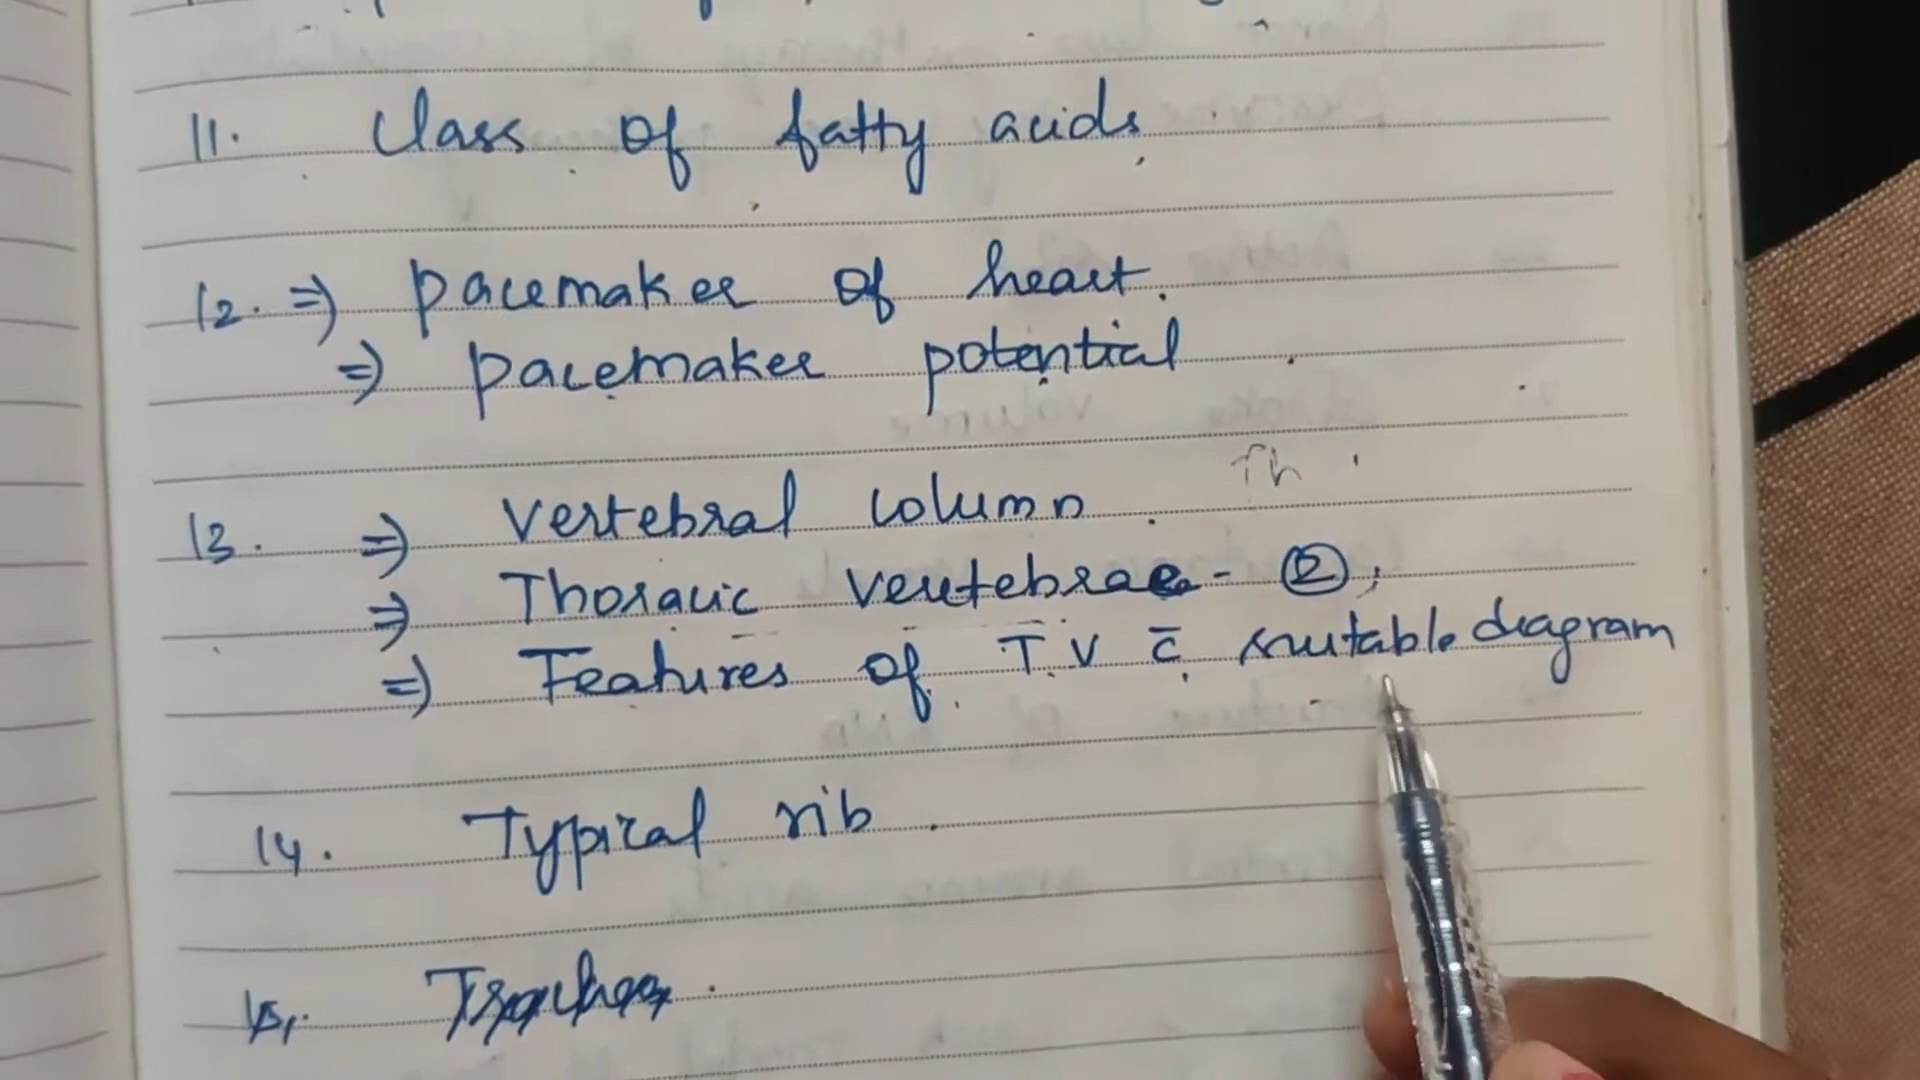 11. Class of fatty acids
12. ⇒ pacemaker of heart.
⇒ pacemaker potential
Th
13. ⇒ Vertebral column.
⇒ Thoracic vertebrae - ②,
⇒ Features of T V c̄ suitable diagram
14. Typical rib.
15. Trachea.